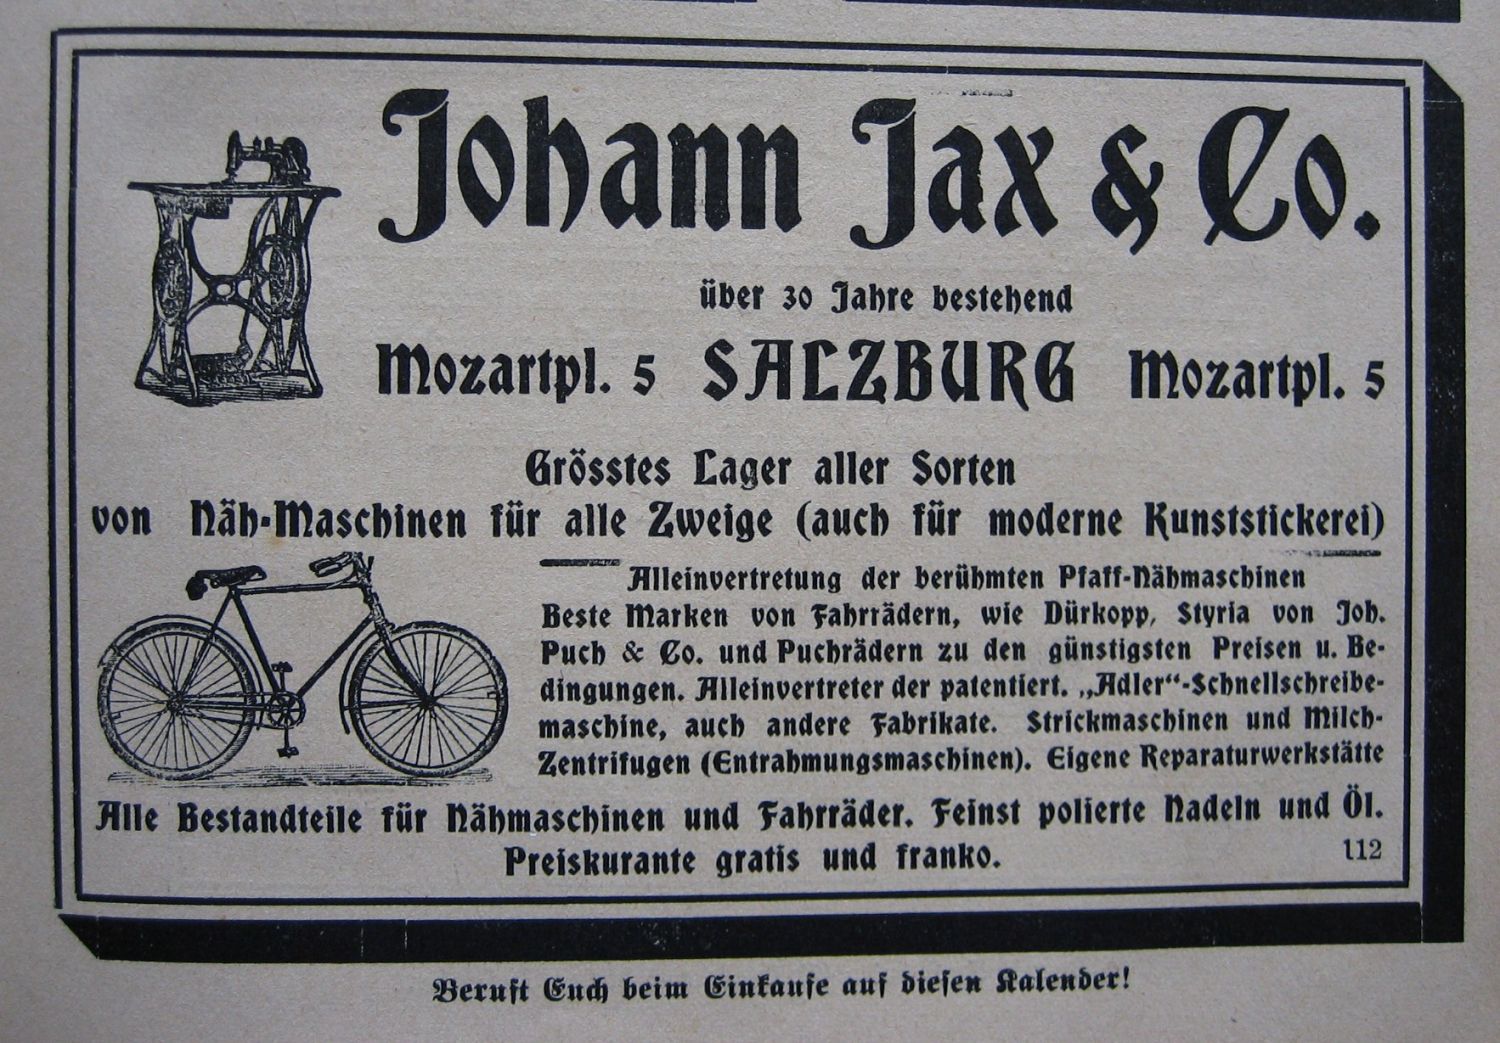 Johann Jax & Co.
über 30 Jahre bestehend
Mozartpl. 5 SALZBURG Mozartpl. 5
Grösstes Lager aller Sorten
von Näh-Maschinen für alle Zweige (auch für moderne Kunststickerei)
Alleinvertretung der berühmten Pfaff-Nähmaschinen
Beste Marken von Fahrrädern, wie Dürkopp, Styria von Joh.
Puch & Co. und Puchrädern zu den günstigsten Preisen u. Be-
dingungen. Alleinvertreter der patentiert. „Adler“-Schnellschreibe-
maschine, auch andere Fabrikate. Strickmaschinen und Milch-
Zentrifugen (Entrahmungsmaschinen). Eigene Reparaturwerkstätte
Alle Bestandteile für Nähmaschinen und Fahrräder. Feinst polierte Nadeln und Öl.
Preiskurante gratis und franko.
112
Beruft Euch beim Einkaufe auf diesen Kalender!